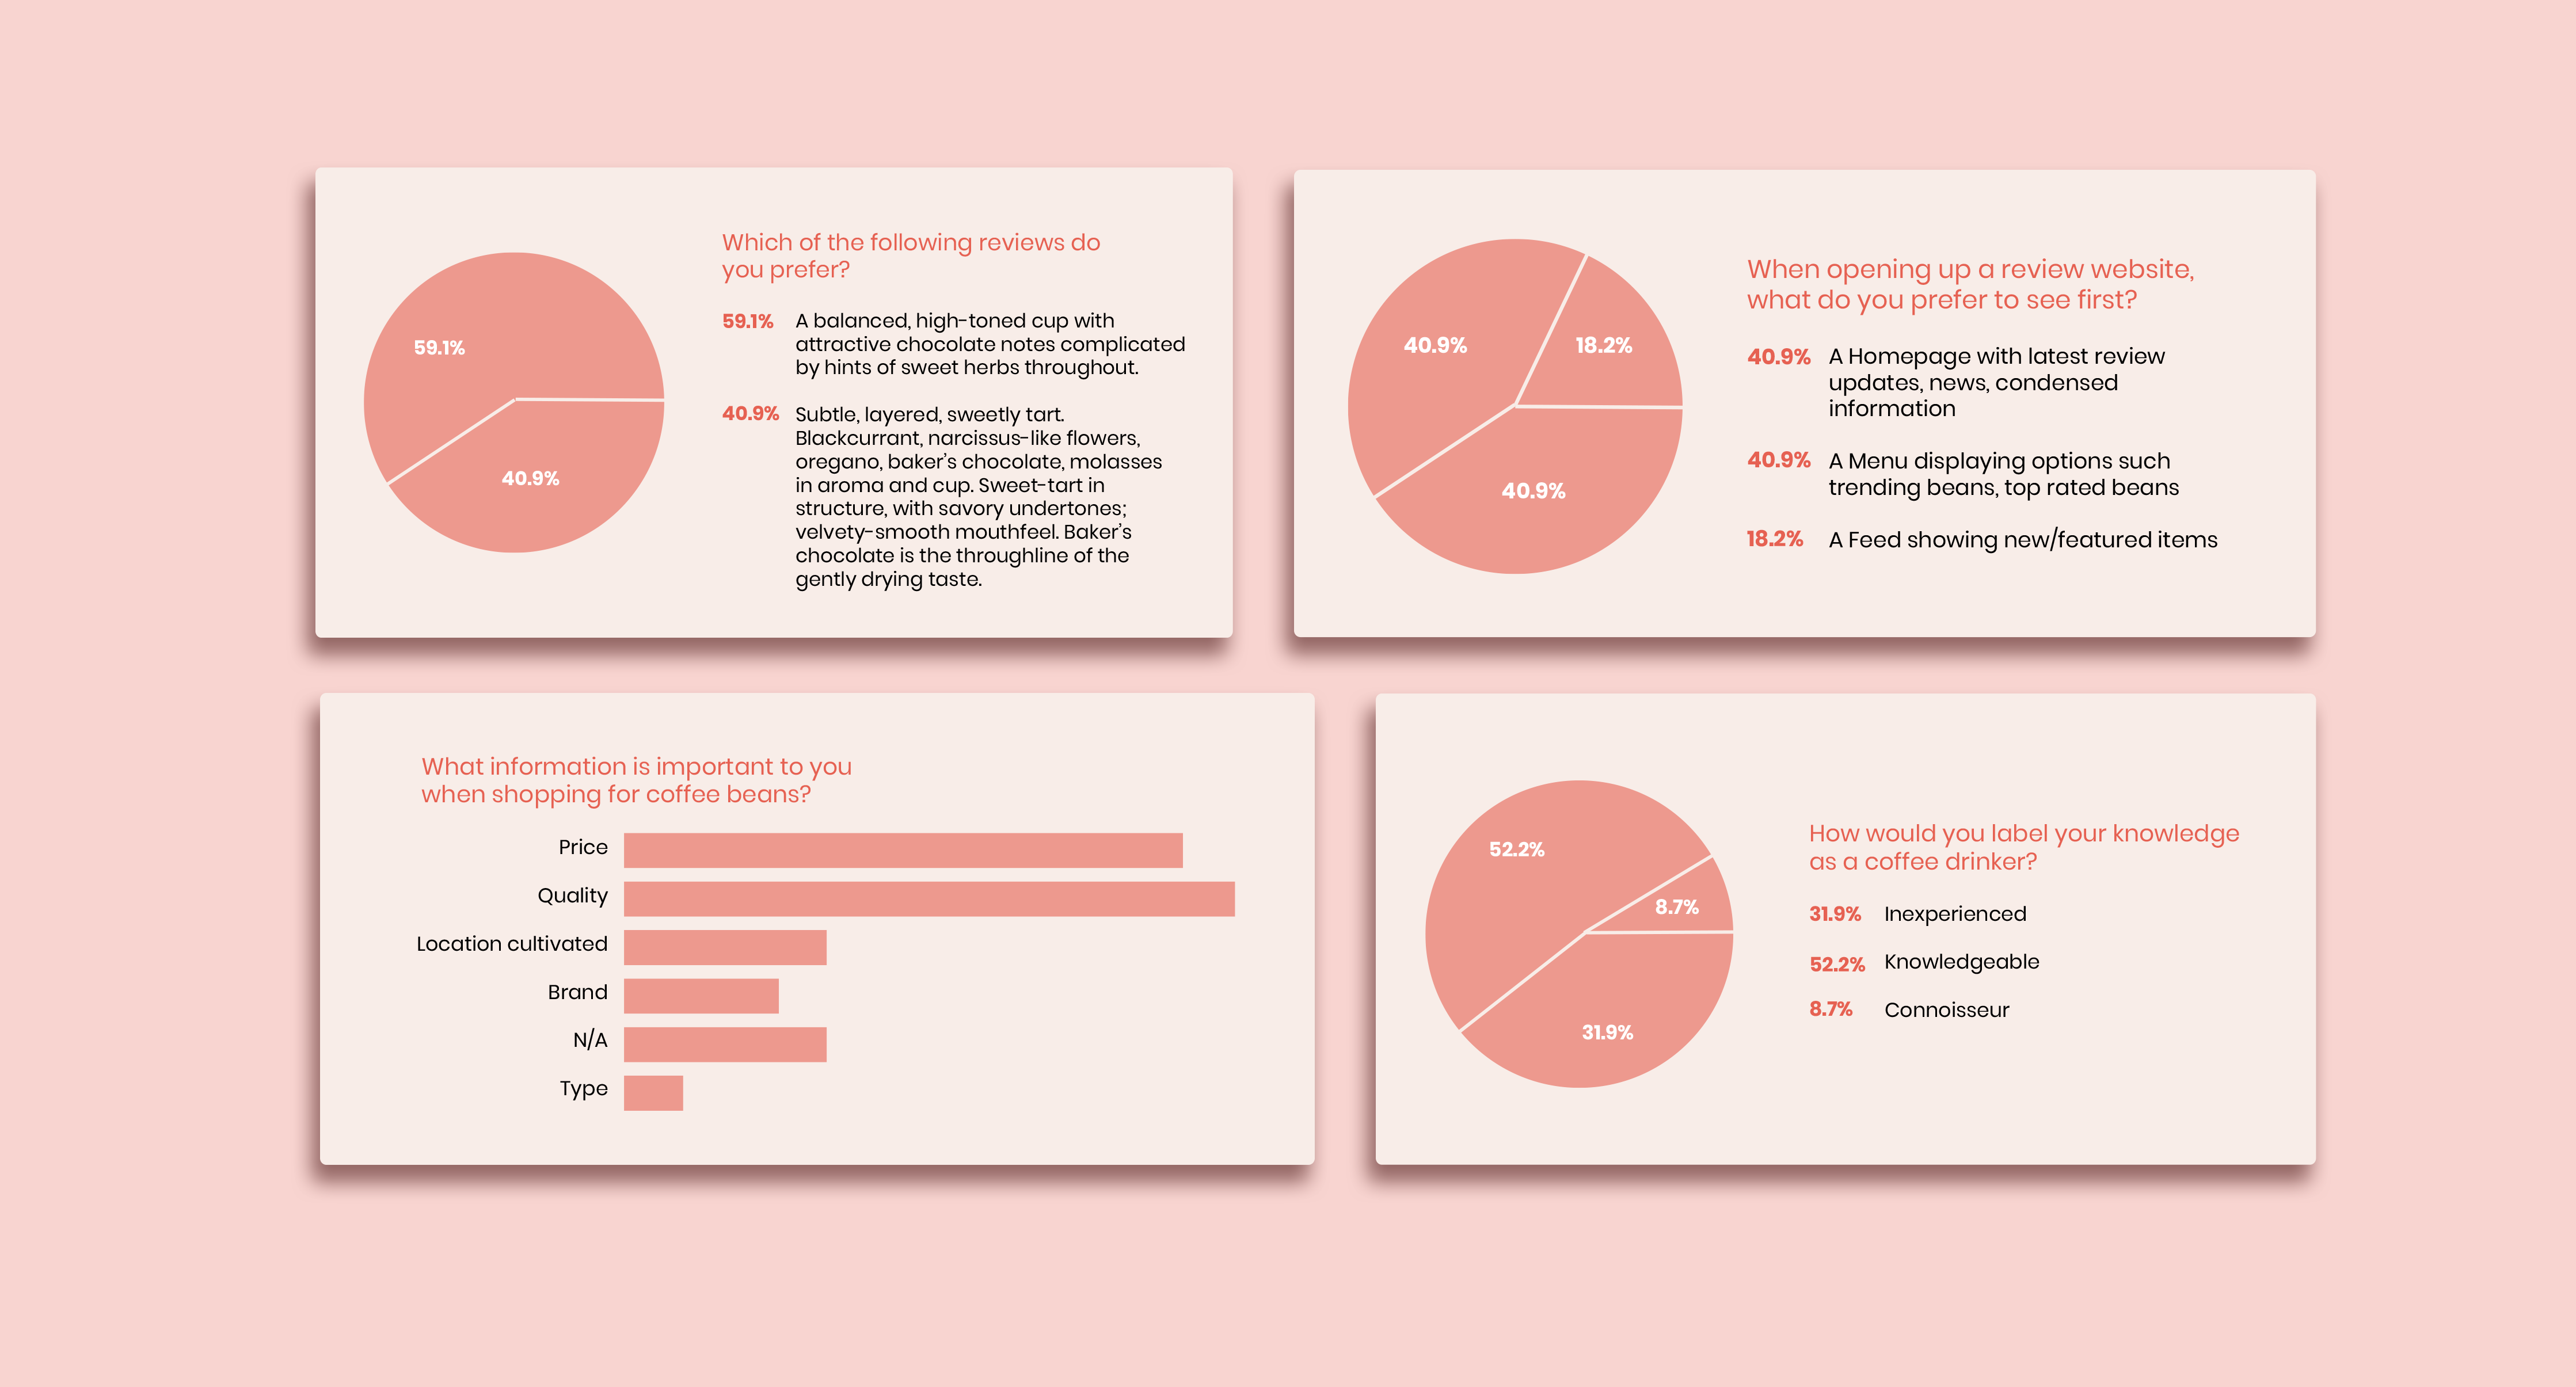 59.1%
40.9%
Which of the following reviews do
you prefer?
59.1% A balanced, high-toned cup with
attractive chocolate notes complicated
by hints of sweet herbs throughout.
40.9% Subtle, layered, sweetly tart.
Blackcurrant, narcissus-like flowers,
oregano, baker's chocolate, molasses
in aroma and cup. Sweet-tart in
structure, with savory undertones;
velvety-smooth mouthfeel. Baker's
chocolate is the throughline of the
gently drying taste.
40.9% 18.2%
40.9%
When opening up a review website,
what do you prefer to see first?
40.9% A Homepage with latest review
updates, news, condensed
information
40.9% A Menu displaying options such
trending beans, top rated beans
18.2% A Feed showing new/featured items
What information is important to you
when shopping for coffee beans?
Price
Quality
Location cultivated
Brand
N/A
Type
52.2%
8.7%
31.9%
How would you label your knowledge
as a coffee drinker?
31.9% Inexperienced
52.2% Knowledgeable
8.7% Connoisseur